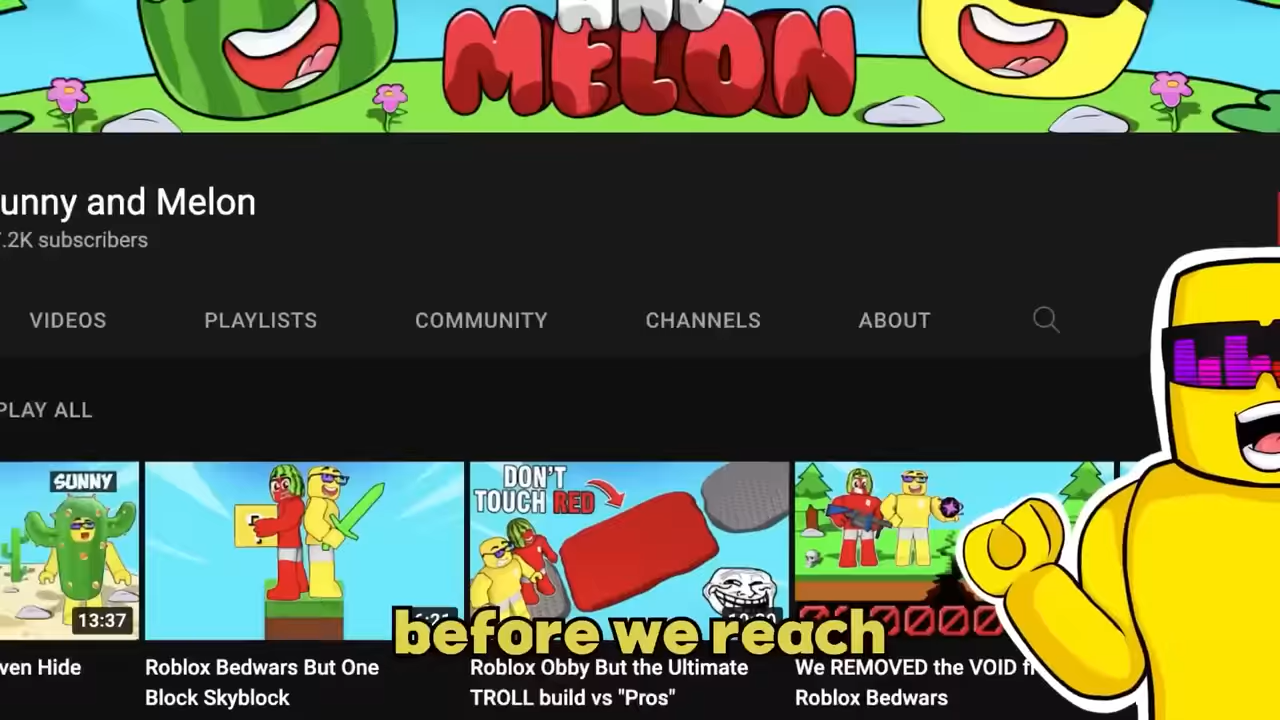 AND
MELON
unny and Melon
.2K subscribers
VIDEOS PLAYLISTS COMMUNITY CHANNELS ABOUT
PLAY ALL
SUNNY
DON'T
TOUCH RED
13:37
before we reach
ven Hide
Roblox Bedwars But One
Block Skyblock
Roblox Obby But the Ultimate
TROLL build vs "Pros"
We REMOVED the VOID f
Roblox Bedwars